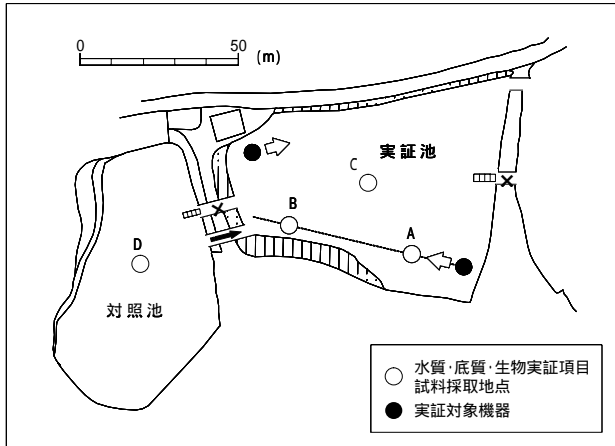 0 50 (m)
実証池
C
B
A
D
対照池
○ 水質・底質・生物実証項目
試料採取地点
● 実証対象機器